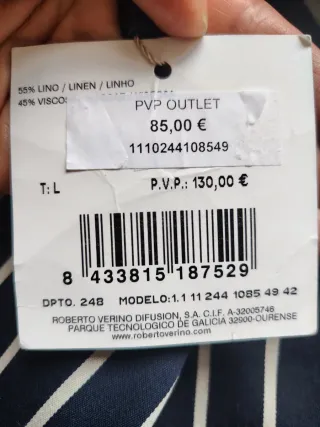 55% LINO / LINEN / LINHO
45% VISCO
PVP OUTLET
85,00 €
1110244108549
T: L P.V.P.: 130,00 €
8 433815 187529
DPTO. 248 MODELO: 1.1 11 244 1085 49 42
ROBERTO VERINO DIFUSION, S.A. C.I.F. A-32005746
PARQUE TECNOLOGICO DE GALICIA 32900-OURENSE
www.robertoverino.com